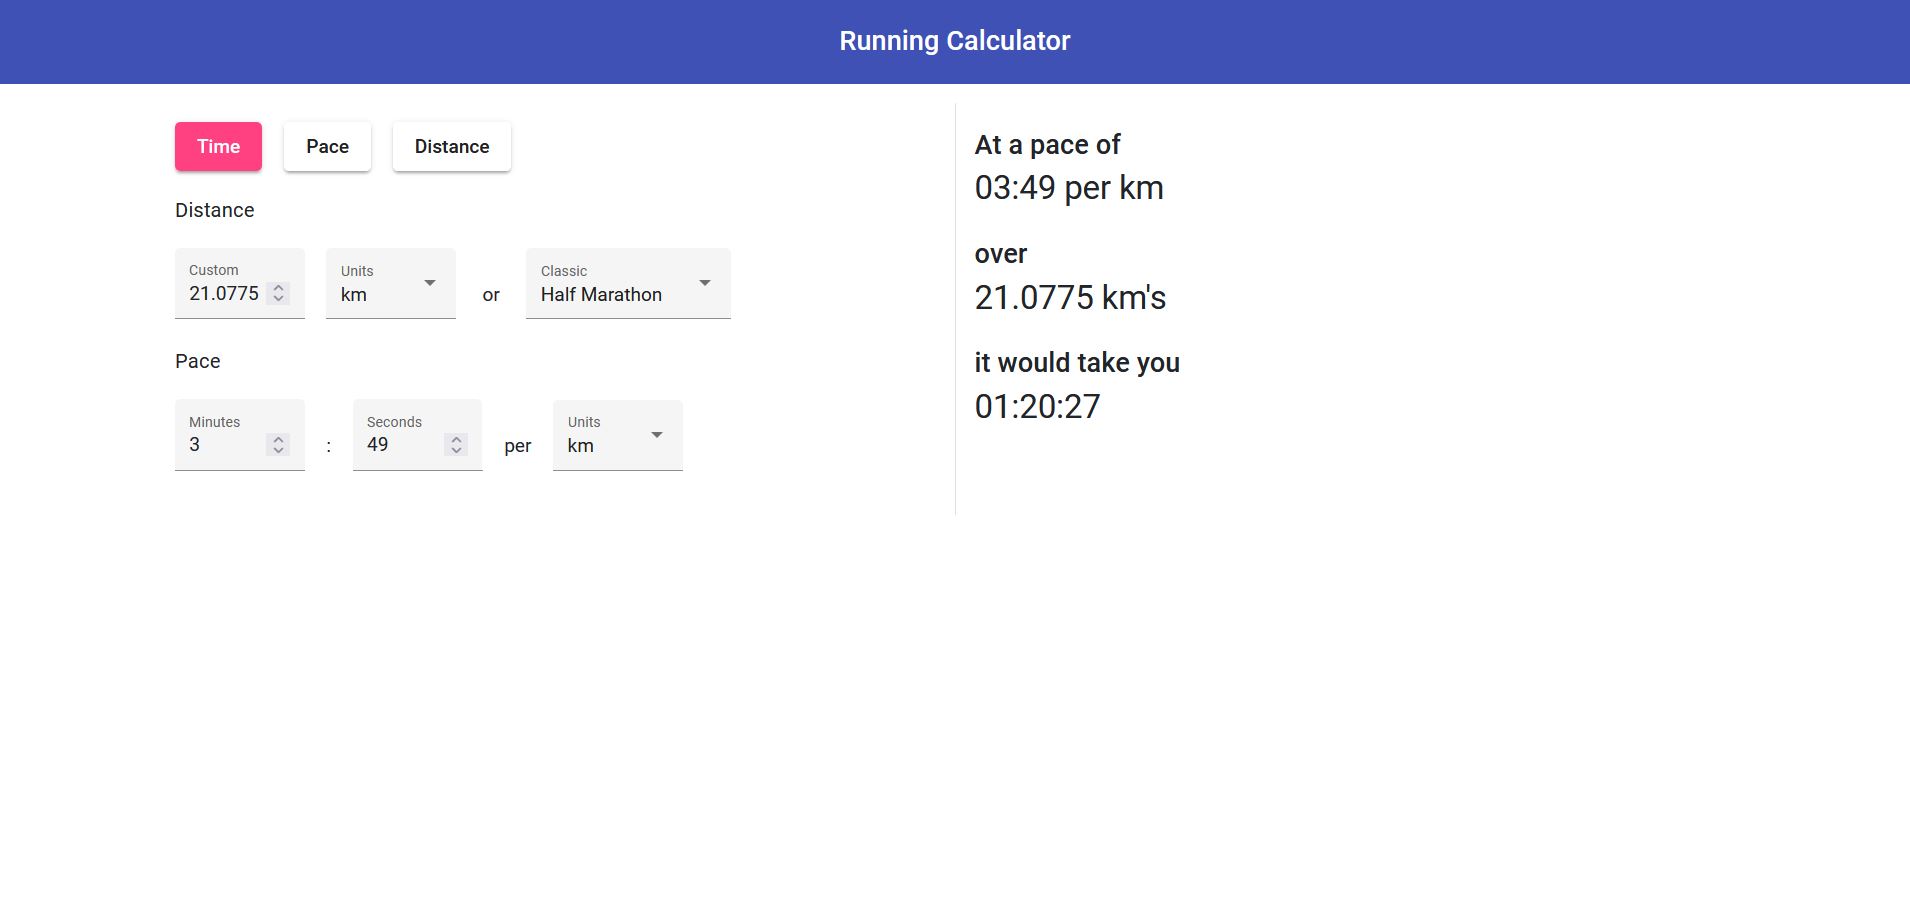 Running Calculator
Time Pace Distance
Distance
Custom Units Classic
21.0775 km or Half Marathon
Pace
Minutes Seconds Units
3 : 49 per km
At a pace of
03:49 per km
over
21.0775 km's
it would take you
01:20:27